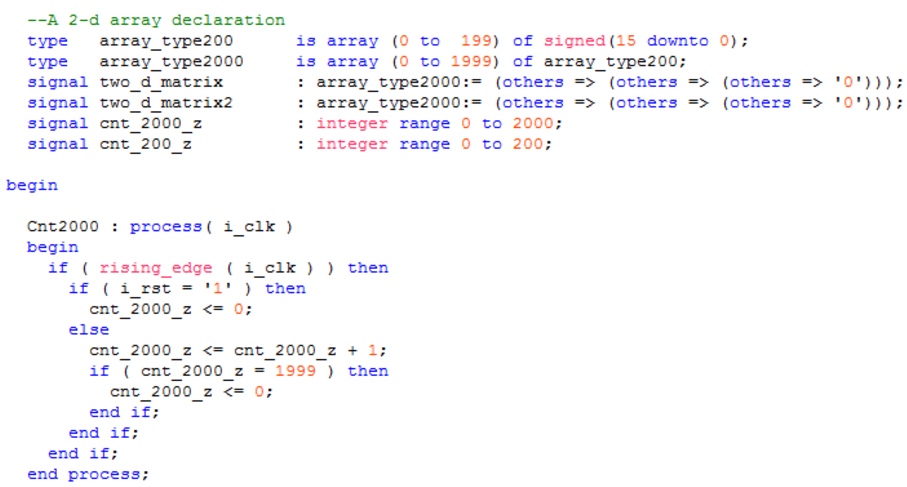 --A 2-d array declaration
type   array_type200      is array (0 to  199) of signed(15 downto 0);
type   array_type2000     is array (0 to 1999) of array_type200;
signal two_d_matrix       : array_type2000:= (others => (others => (others => '0')));
signal two_d_matrix2      : array_type2000:= (others => (others => (others => '0')));
signal cnt_2000_z         : integer range 0 to 2000;
signal cnt_200_z          : integer range 0 to 200;
begin
Cnt2000 : process( i_clk )
begin
if ( rising_edge ( i_clk ) ) then
if ( i_rst = '1' ) then
cnt_2000_z <= 0;
else
cnt_2000_z <= cnt_2000_z + 1;
if ( cnt_2000_z = 1999 ) then
cnt_2000_z <= 0;
end if;
end if;
end if;
end process;